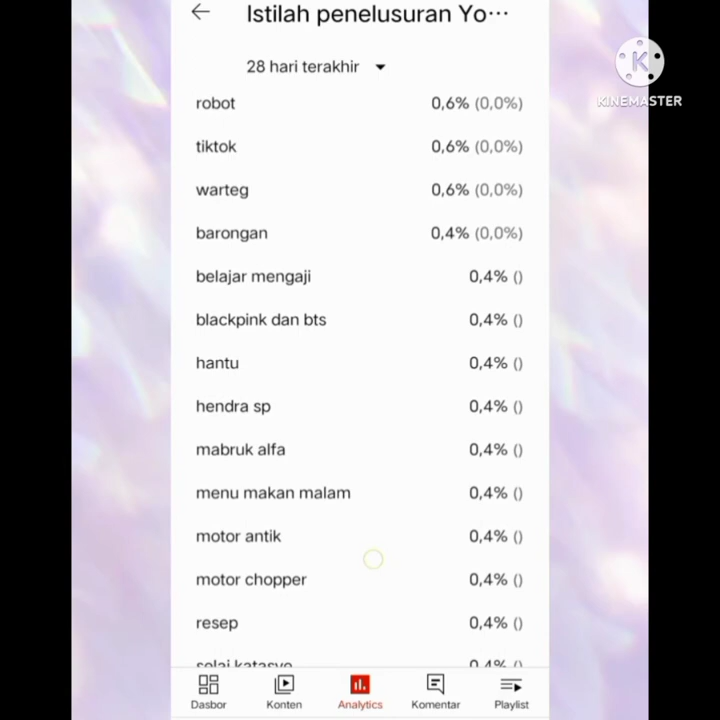 Istilah penelusuran Yo...
28 hari terakhir
KINEMASTER
robot 0,6% (0,0%)
tiktok 0,6% (0,0%)
warteg 0,6% (0,0%)
barongan 0,4% (0,0%)
belajar mengaji 0,4% ()
blackpink dan bts 0,4% ()
hantu 0,4% ()
hendra sp 0,4% ()
mabruk alfa 0,4% ()
menu makan malam 0,4% ()
motor antik 0,4% ()
motor chopper 0,4% ()
resep 0,4% ()
0,4% ()
Dasbor Konten Analytics Komentar Playlist